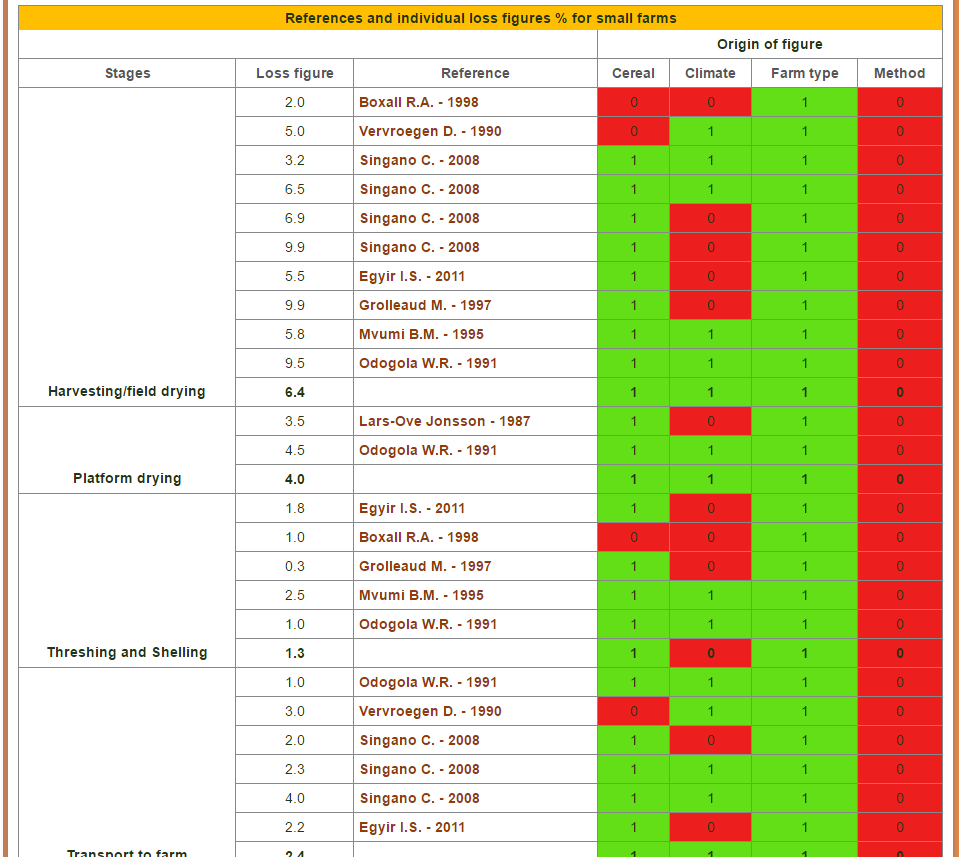 References and individual loss figures % for small farms
Origin of figure
Stages Loss figure Reference Cereal Climate Farm type Method
2.0 Boxall R.A. - 1998 0 0 1 0
5.0 Vervroegen D. - 1990 0 1 1 0
3.2 Singano C. - 2008 1 1 1 0
6.5 Singano C. - 2008 1 1 1 0
6.9 Singano C. - 2008 1 0 1 0
9.9 Singano C. - 2008 1 0 1 0
5.5 Egyir I.S. - 2011 1 0 1 0
9.9 Grolleaud M. - 1997 1 0 1 0
5.8 Mvumi B.M. - 1995 1 1 1 0
9.5 Odogola W.R. - 1991 1 1 1 0
Harvesting/field drying 6.4 1 1 1 0
3.5 Lars-Ove Jonsson - 1987 1 0 1 0
4.5 Odogola W.R. - 1991 1 1 1 0
Platform drying 4.0 1 1 1 0
1.8 Egyir I.S. - 2011 1 0 1 0
1.0 Boxall R.A. - 1998 0 0 1 0
0.3 Grolleaud M. - 1997 1 0 1 0
2.5 Mvumi B.M. - 1995 1 1 1 0
1.0 Odogola W.R. - 1991 1 1 1 0
Threshing and Shelling 1.3 1 0 1 0
1.0 Odogola W.R. - 1991 1 1 1 0
3.0 Vervroegen D. - 1990 0 1 1 0
2.0 Singano C. - 2008 1 0 1 0
2.3 Singano C. - 2008 1 1 1 0
4.0 Singano C. - 2008 1 1 1 0
2.2 Egyir I.S. - 2011 1 0 1 0
Transport to farm 2.4 1 1 1 0